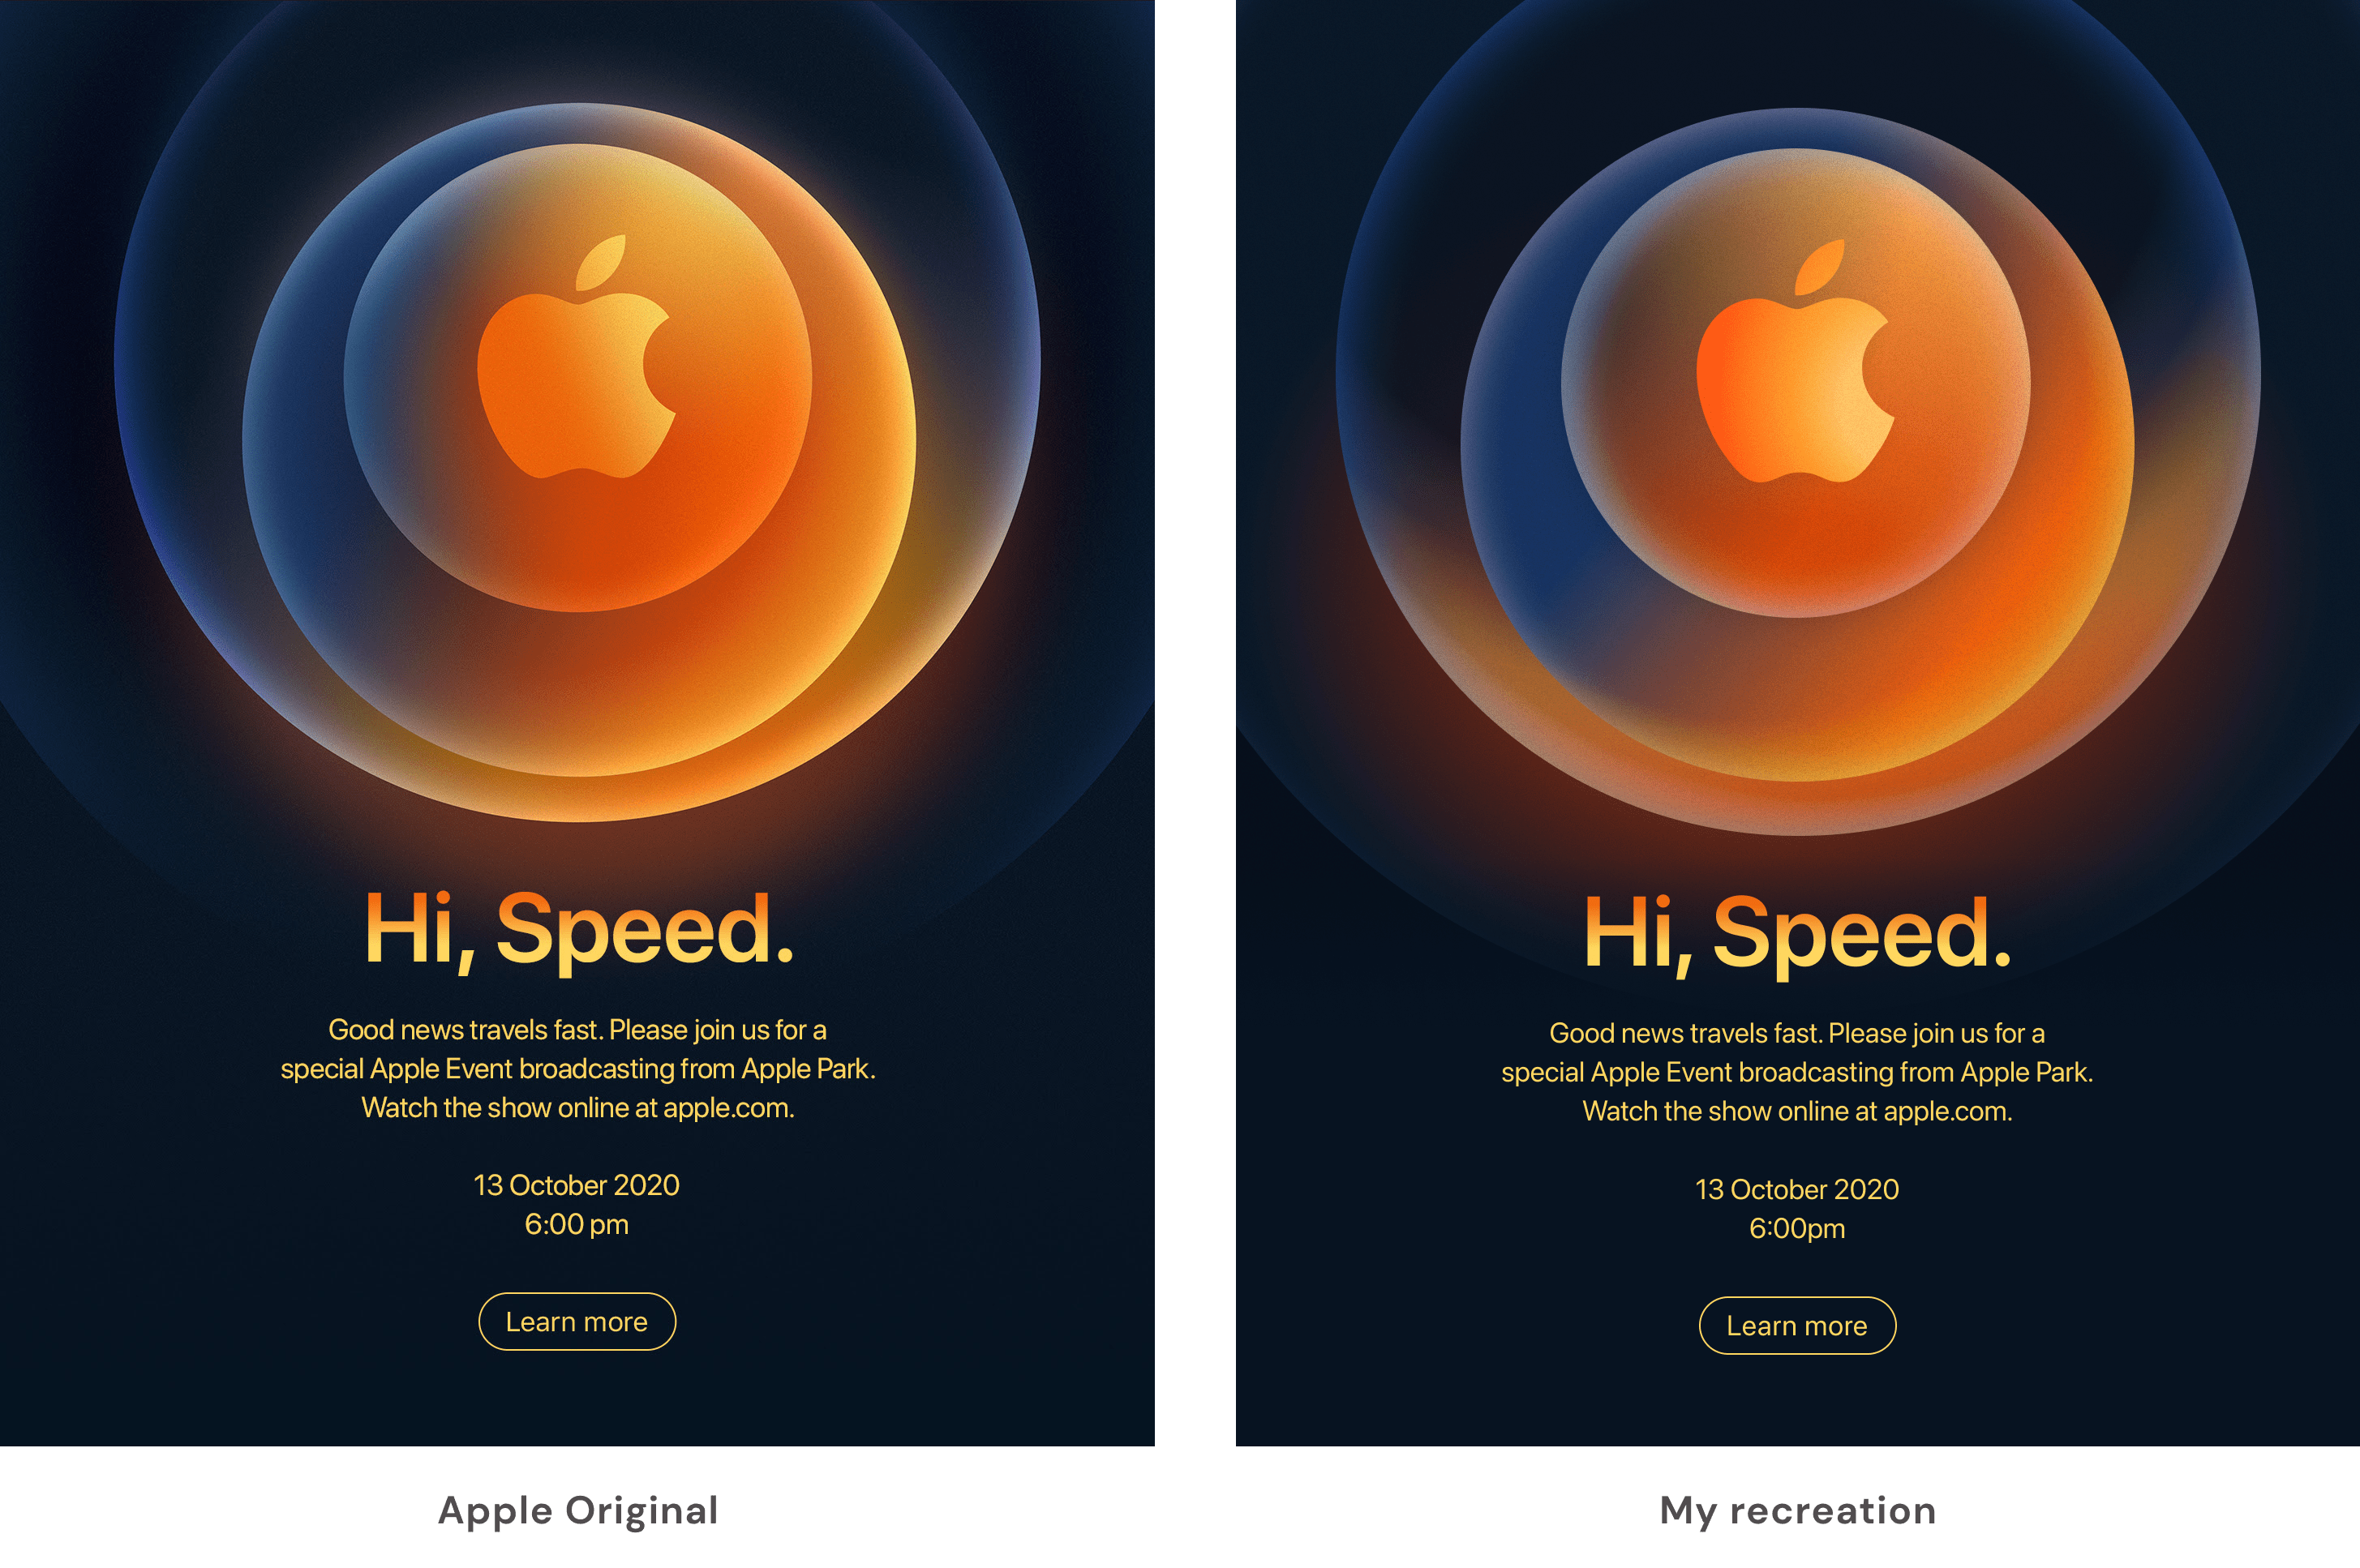 Hi, Speed.
Good news travels fast. Please join us for a
special Apple Event broadcasting from Apple Park.
Watch the show online at apple.com.
13 October 2020
6:00 pm
Learn more
Apple Original
Hi, Speed.
Good news travels fast. Please join us for a
special Apple Event broadcasting from Apple Park.
Watch the show online at apple.com.
13 October 2020
6:00pm
Learn more
My recreation